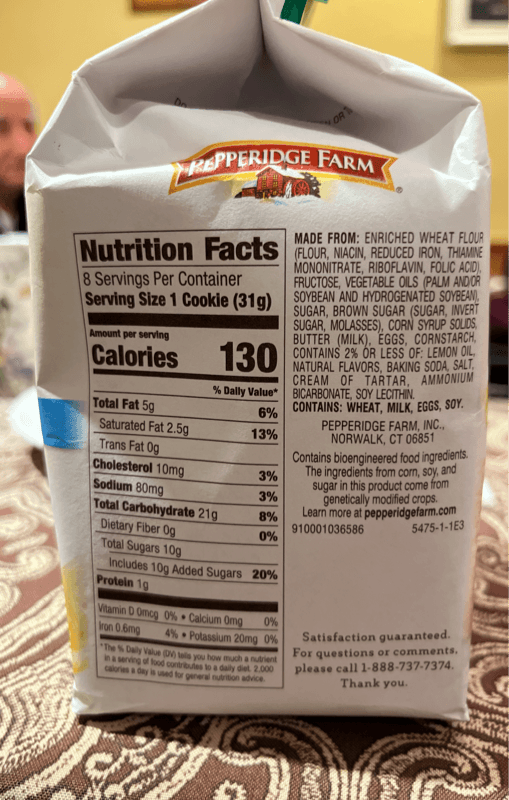 OR
PEPPERIDGE FARM
Nutrition Facts
8 Servings Per Container
Serving Size 1 Cookie (31g)
Amount per serving
Calories 130
% Daily Value*
Total Fat 5g 6%
Saturated Fat 2.5g 13%
Trans Fat 0g
Cholesterol 10mg 3%
Sodium 80mg 3%
Total Carbohydrate 21g 8%
Dietary Fiber 0g 0%
Total Sugars 10g
Includes 10g Added Sugars 20%
Protein 1g
Vitamin D 0mcg 0% • Calcium 0mg 0%
Iron 0.6mg 4% • Potassium 20mg 0%
*The % Daily Value (DV) tells you how much a nutrient
in a serving of food contributes to a daily diet. 2,000
calories a day is used for general nutrition advice.
MADE FROM: ENRICHED WHEAT FLOUR
(FLOUR, NIACIN, REDUCED IRON, THIAMINE
MONONITRATE, RIBOFLAVIN, FOLIC ACID),
FRUCTOSE, VEGETABLE OILS (PALM AND/OR
SOYBEAN AND HYDROGENATED SOYBEAN),
SUGAR, BROWN SUGAR (SUGAR, INVERT
SUGAR, MOLASSES), CORN SYRUP SOLIDS,
BUTTER (MILK), EGGS, CORNSTARCH,
CONTAINS 2% OR LESS OF: LEMON OIL,
NATURAL FLAVORS, BAKING SODA, SALT,
CREAM OF TARTAR, AMMONIUM
BICARBONATE, SOY LECITHIN.
CONTAINS: WHEAT, MILK, EGGS, SOY.
PEPPERIDGE FARM, INC.,
NORWALK, CT 06851
Contains bioengineered food ingredients.
The ingredients from corn, soy, and
sugar in this product come from
genetically modified crops.
Learn more at pepperidgefarm.com
910001036586 5475-1-1E3
Satisfaction guaranteed.
For questions or comments,
please call 1-888-737-7374.
Thank you.